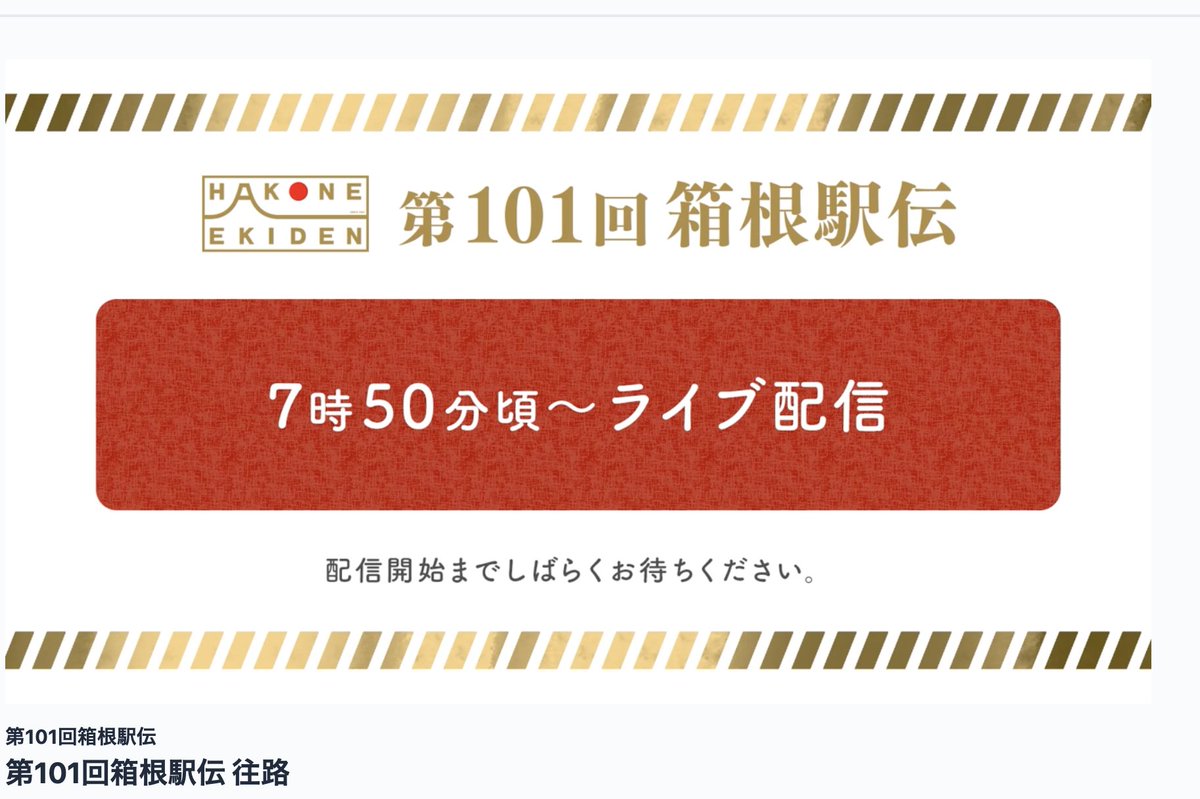 HAKONE
EKIDEN
第101回 箱根駅伝
7時50分頃〜ライブ配信
配信開始までしばらくお待ちください。
第101回箱根駅伝
第101回箱根駅伝 往路